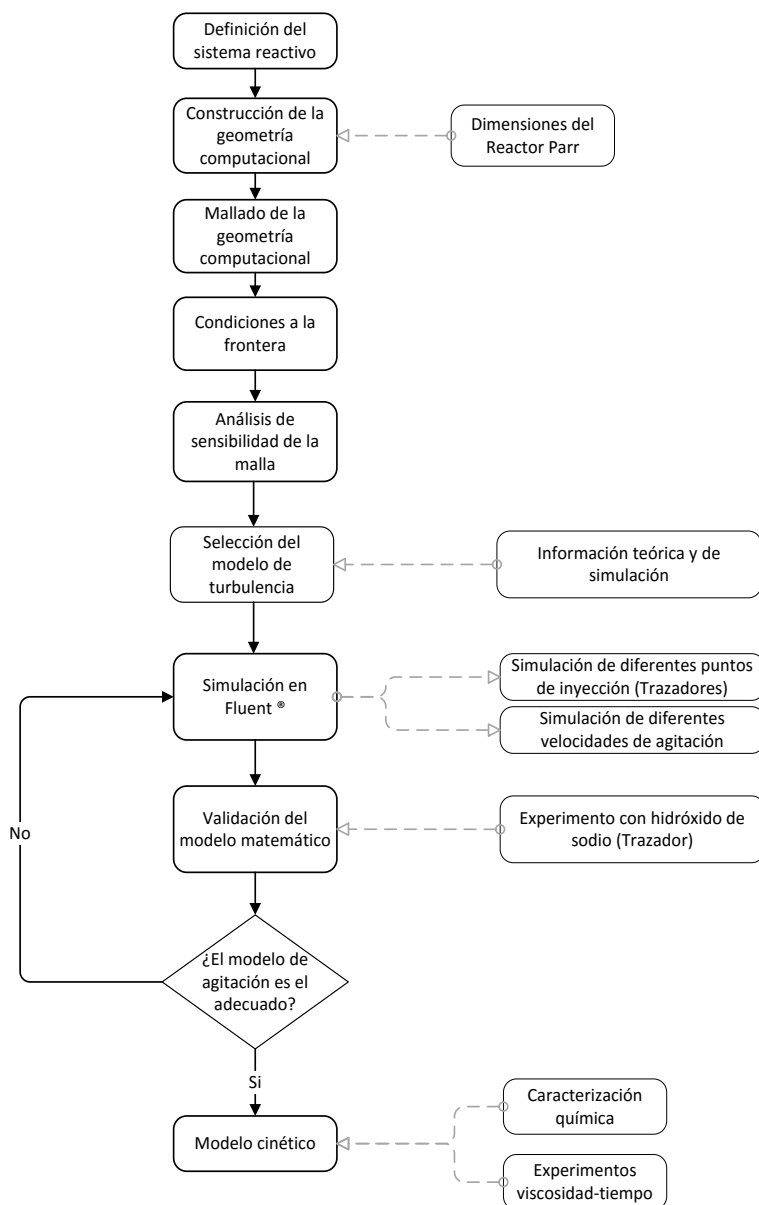 Definición del
sistema reactivo
Construcción de la
geometría
computacional
Dimensiones del
Reactor Parr
Mallado de la
geometría
computacional
Condiciones a la
frontera
Análisis de
sensibilidad de la
malla
Selección del
modelo de
turbulencia
Información teórica y de
simulación
Simulación en
Fluent ®
Simulación de diferentes puntos
de inyección (Trazadores)
Simulación de diferentes
velocidades de agitación
Validación del
modelo matemático
Experimento con hidróxido de
sodio (Trazador)
No
¿El modelo de
agitación es el
adecuado?
Si
Modelo cinético
Caracterización
química
Experimentos
viscosidad-tiempo